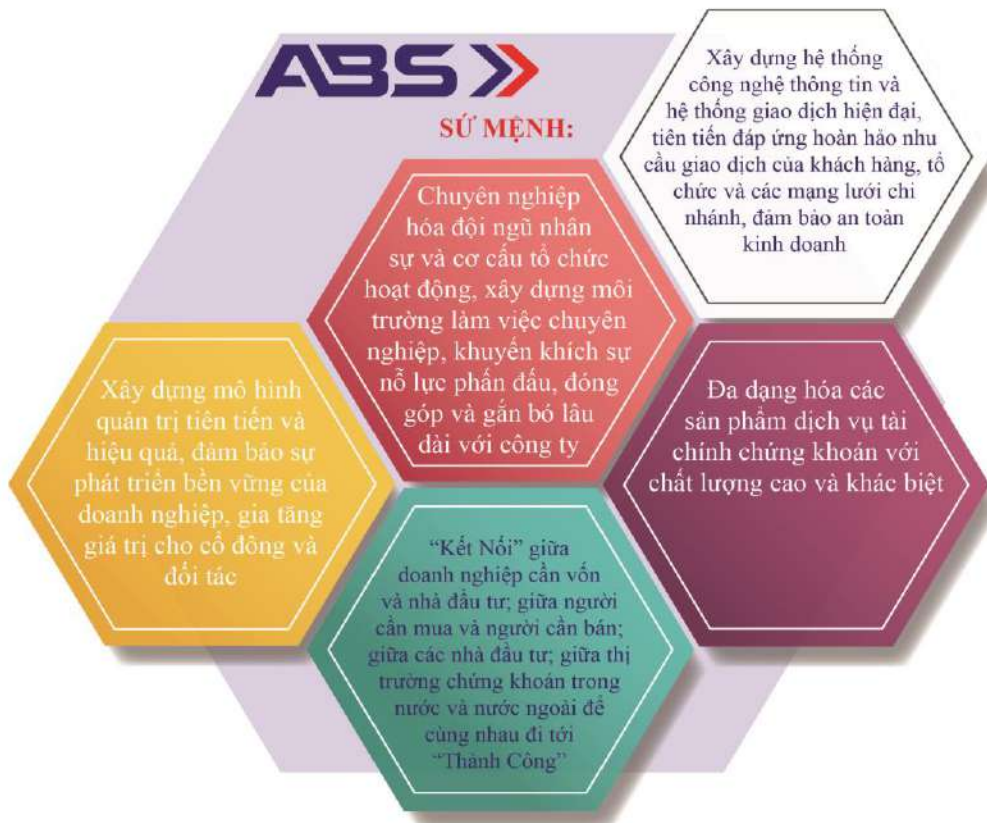 ABS
SỨ MỆNH:
Xây dựng hệ thống
công nghệ thông tin và
hệ thống giao dịch hiện đại,
tiên tiến đáp ứng hoàn hảo nhu
cầu giao dịch của khách hàng, tổ
chức và các mạng lưới chi
nhánh, đảm bảo an toàn
kinh doanh
Chuyên nghiệp
hóa đội ngũ nhân
sự và cơ cấu tổ chức
hoạt động, xây dựng môi
trường làm việc chuyên
nghiệp, khuyến khích sự
nỗ lực phấn đấu, đóng
góp và gắn bó lâu
dài với công ty
Xây dựng mô hình
quản trị tiên tiến và
hiệu quả, đảm bảo sự
phát triển bền vững của
doanh nghiệp, gia tăng
giá trị cho cổ đông và
đối tác
Đa dạng hóa các
sản phẩm dịch vụ tài
chính chứng khoán với
chất lượng cao và khác biệt
“Kết Nối” giữa
doanh nghiệp cần vốn
và nhà đầu tư; giữa người
cần mua và người cần bán;
giữa các nhà đầu tư; giữa thị
trường chứng khoán trong
nước và nước ngoài để
cùng nhau đi tới
“Thành Công”